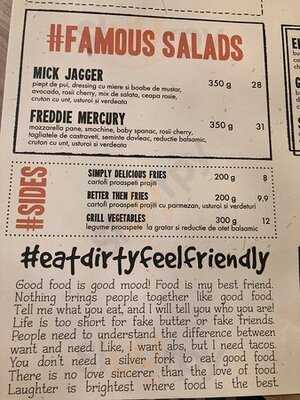 #FAMOUS SALADS
MICK JAGGER 350 g 28
piept de pui, dressing cu miere si boabe de mustar,
avocado, rosii cherry, mix de salata, ceapa rosie,
cruton cu unt, usturoi si verdeata
FREDDIE MERCURY 350 g 31
mozzarella pane, smochine, baby spanac, rosii cherry,
tagliatelle de castraveti, samin dovleac, reductie balsamic,
crutan cu unt, usturoi si verdeata
#SIDES
SIMPLY DELICIOUS FRIES 200 g 8
cartofi proaspeti prajiti
BETTER THEN FRIES 200 g 9.9
cartofi proaspeti prajiti cu parmezan, usturoi si verdeturi
GRILL VEGETABLES 300 g 12
legume proaspete la gratar si reductie de otet balsamic
#eatdirtyfeelfriendly
Good food is good mood! Food is my best friend.
Nothing brings people together like good food.
Tell me what you eat, and I will tell you who you are!
Life is too short for fake butter or fake friends.
People need to understand the difference between
want and need. Like, I want abs, but I need tacos.
You don't need a silver fork to eat good food.
There is no love sincerer than the love of food.
Laughter is brightest where food is the best.